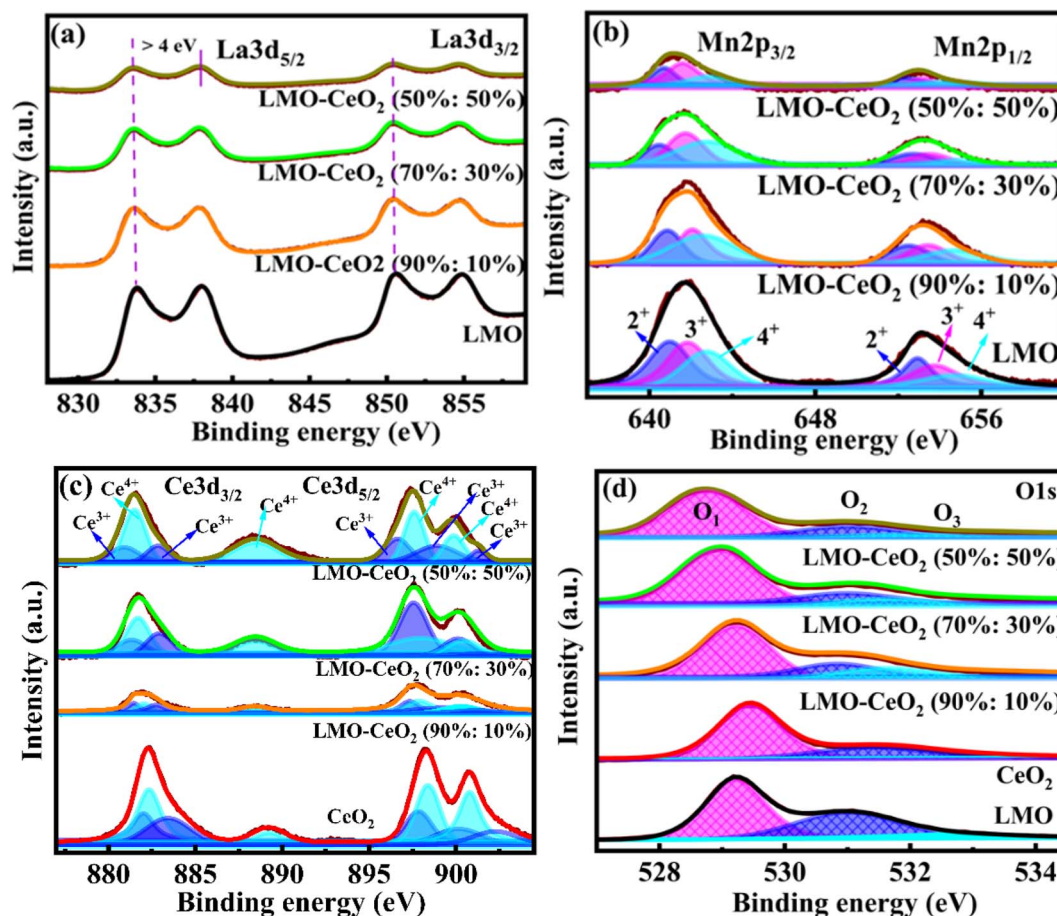 (a)
> 4 eV
La3d5/2
La3d3/2
LMO-CeO2 (50%: 50%)
LMO-CeO2 (70%: 30%)
LMO-CeO2 (90%: 10%)
LMO
Intensity (a.u.)
830 835 840 845 850 855
Binding energy (eV)
(b)
Mn2p3/2
Mn2p1/2
LMO-CeO2 (50%: 50%)
LMO-CeO2 (70%: 30%)
LMO-CeO2 (90%: 10%)
2+ 3+ 4+ 2+ 3+ 4+
LMO
Intensity (a.u.)
640 648 656
Binding energy (eV)
(c)
Ce3d3/2
Ce3d5/2
Ce4+ Ce4+ Ce4+ Ce3+
Ce3+ Ce3+ Ce3+ Ce4+ Ce3+
LMO-CeO2 (50%: 50%)
LMO-CeO2 (70%: 30%)
LMO-CeO2 (90%: 10%)
CeO2
Intensity (a.u.)
880 885 890 895 900
Binding energy (eV)
(d)
O1s
O1 O2 O3
LMO-CeO2 (50%: 50%)
LMO-CeO2 (70%: 30%)
LMO-CeO2 (90%: 10%)
CeO2
LMO
Intensity (a.u.)
528 530 532 534
Binding energy (eV)